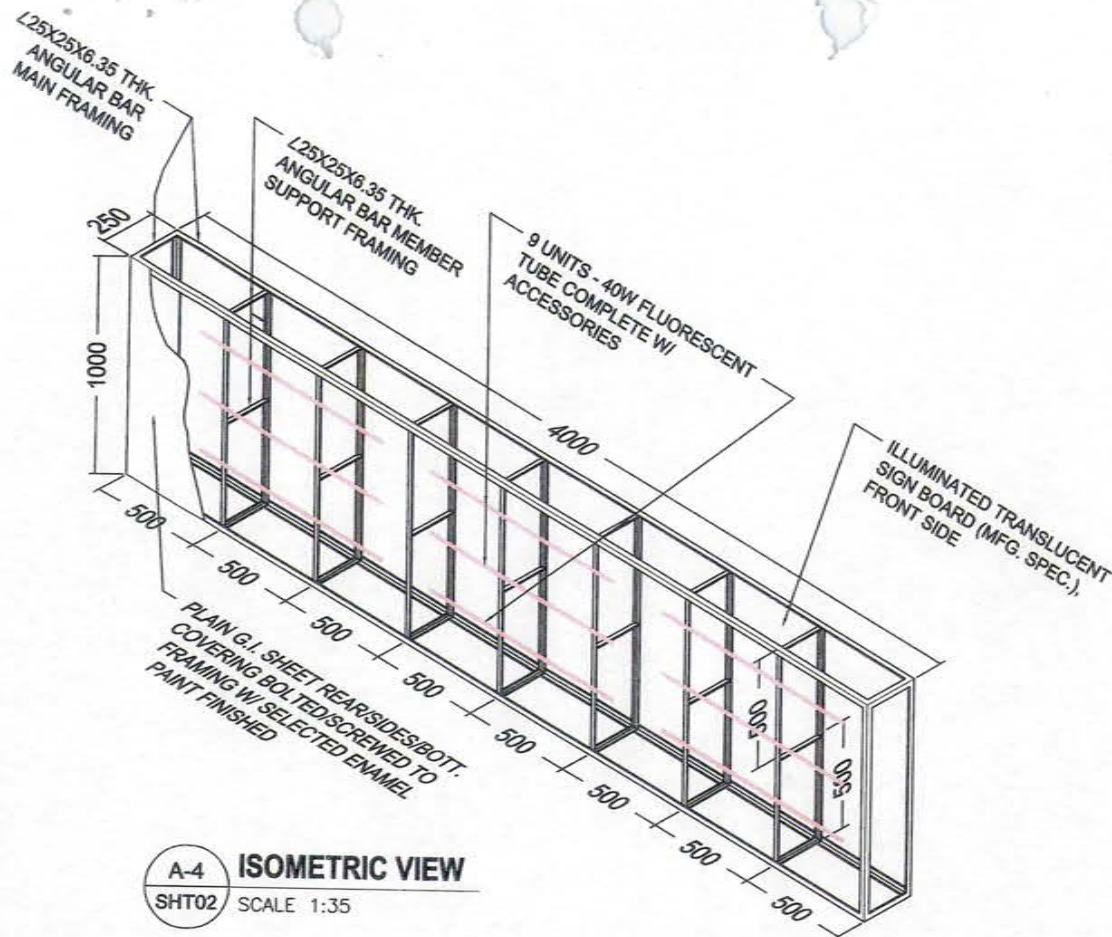 ∠25X25X6.35 THK.
ANGULAR BAR
MAIN FRAMING
∠25X25X6.35 THK.
ANGULAR BAR MEMBER
SUPPORT FRAMING
9 UNITS - 40W FLUORESCENT
TUBE COMPLETE W/
ACCESSORIES
250
1000
4000
ILLUMINATED TRANSLUCENT
SIGN BOARD (MFG. SPEC.),
FRONT SIDE
500
500
500
500
500
500
500
500
500
500
PLAIN G.I. SHEET REAR/SIDES/BOTT.
COVERING BOLTED/SCREWED TO
FRAMING W/ SELECTED ENAMEL
PAINT FINISHED
A-4
SHT02
ISOMETRIC VIEW
SCALE 1:35